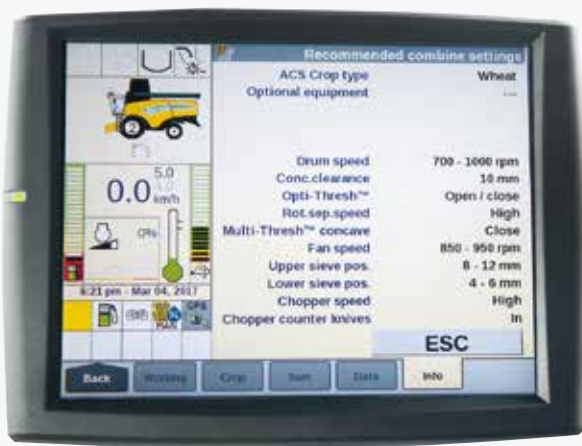 Recommended combine settings
ACS Crop type Wheat
Optional equipment ---
Drum speed 700 - 1000 rpm
Conc.clearance 10 mm
Opti-Thresh™ Open / close
Rot.sep.speed High
Multi-Thresh™ concave Close
Fan speed 850 - 950 rpm
Upper sieve pos. 8 - 12 mm
Lower sieve pos. 4 - 6 mm
Chopper speed High
Chopper counter knives In
ESC
2
5.0
0.0 km/h
6:21 pm - Mar 04, 2017
GPS
Back Working Crop Sum Data Info